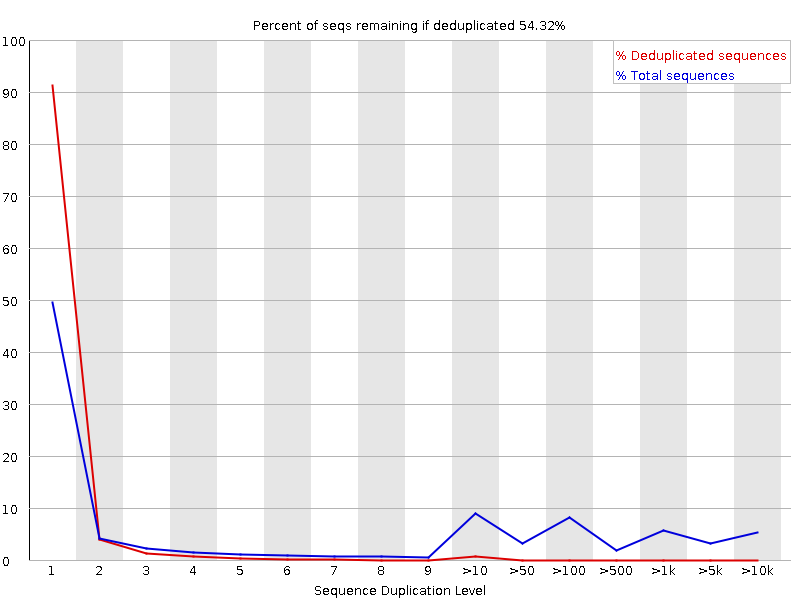 Percent of seqs remaining if deduplicated 54.32%
% Deduplicated sequences
% Total sequences
100
90
80
70
60
50
40
30
20
10
0
1 2 3 4 5 6 7 8 9 >10 >50 >100 >500 >1k >5k >10k
Sequence Duplication Level